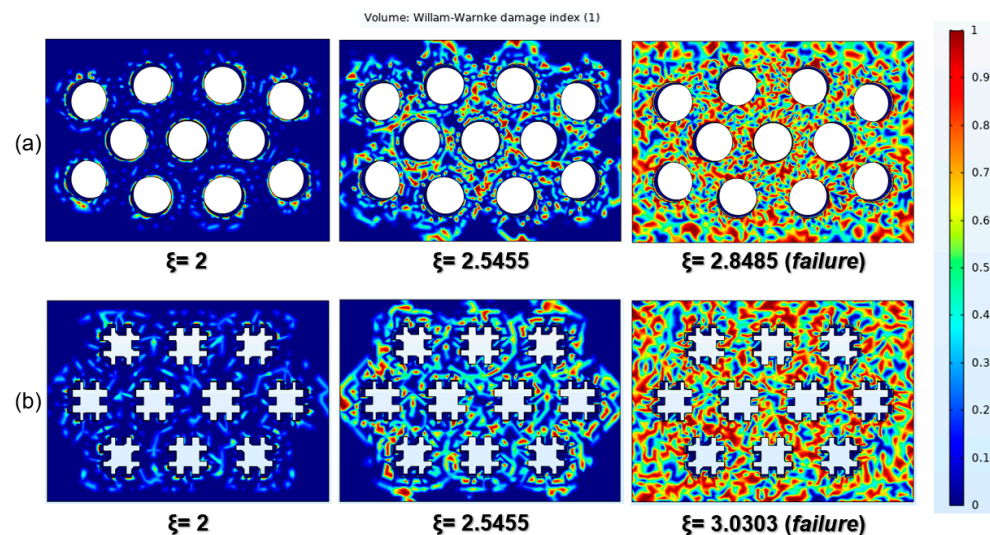 Volume: Willam-Warnke damage index (1)
(a)
ξ= 2
ξ= 2.5455
ξ= 2.8485 (failure)
(b)
ξ= 2
ξ= 2.5455
ξ= 3.0303 (failure)
1
0.9
0.8
0.7
0.6
0.5
0.4
0.3
0.2
0.1
0